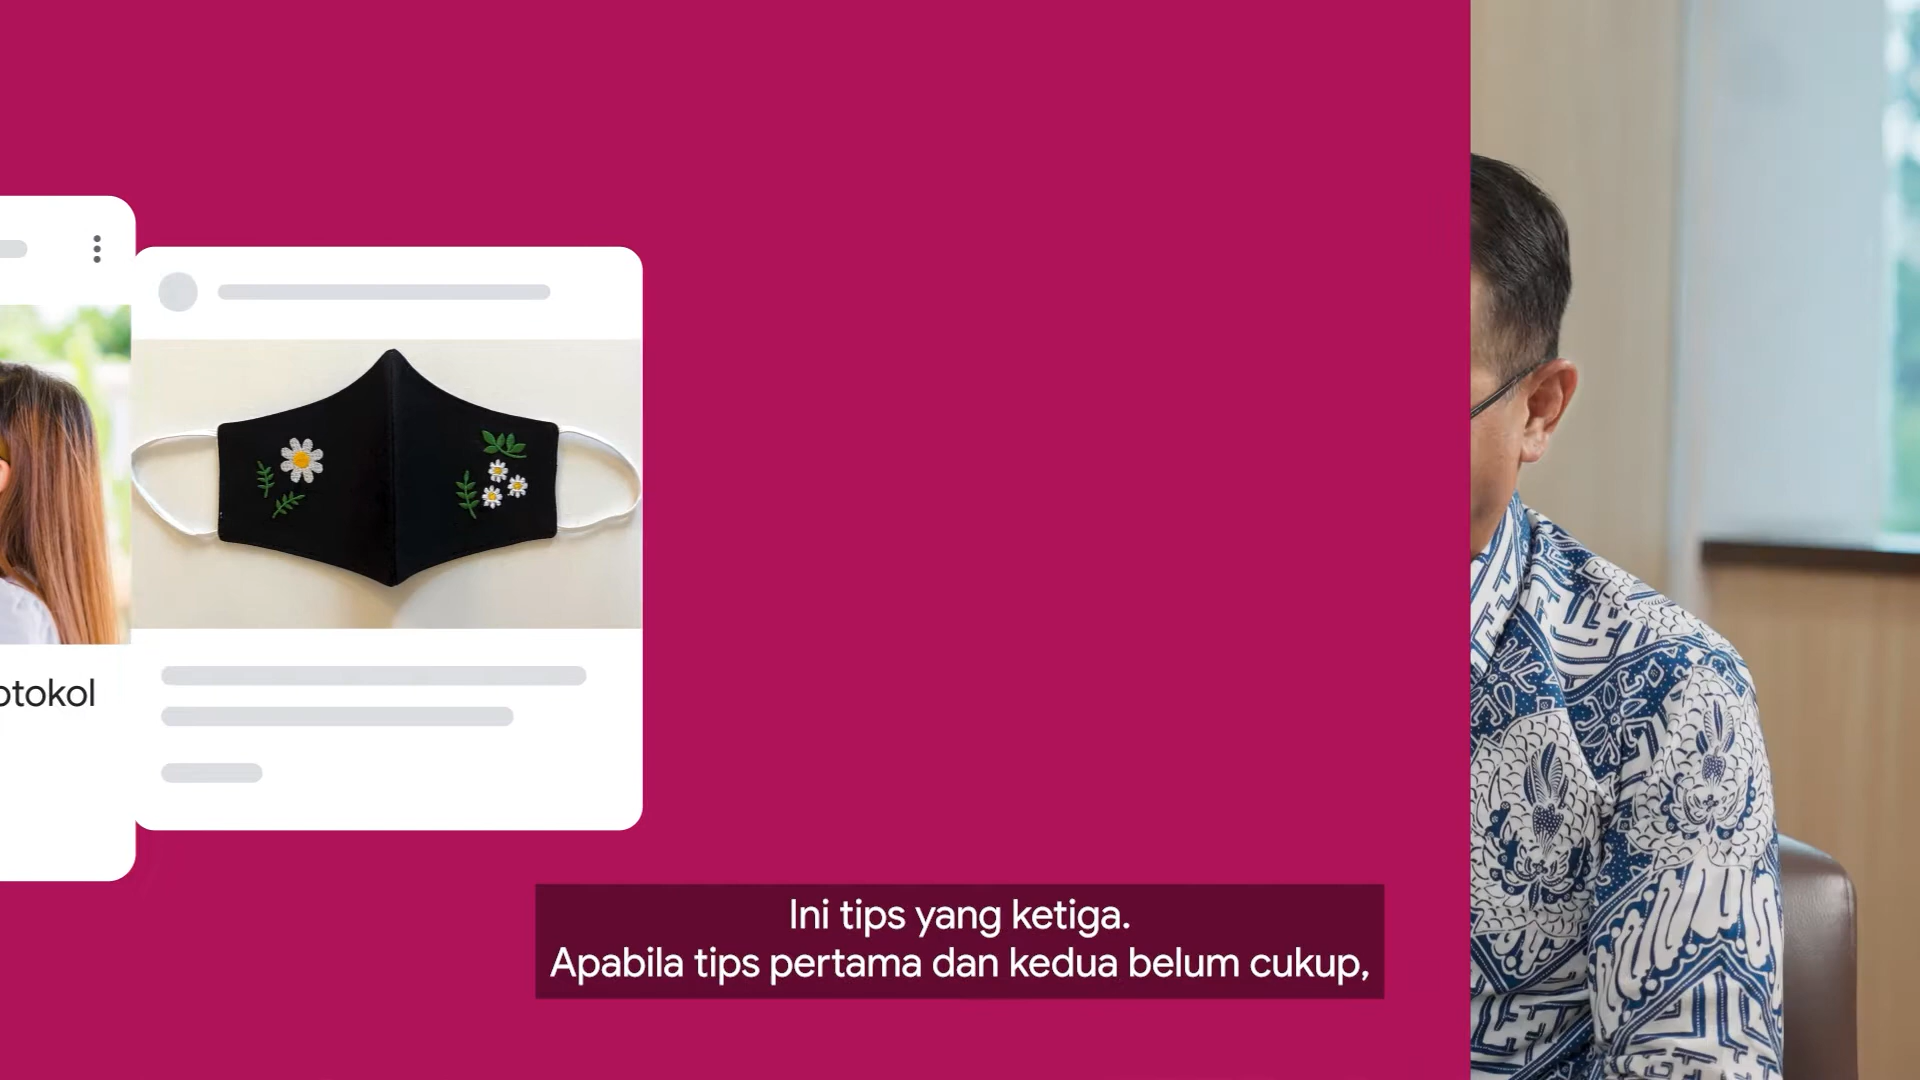 otokol
Ini tips yang ketiga.
Apabila tips pertama dan kedua belum cukup,